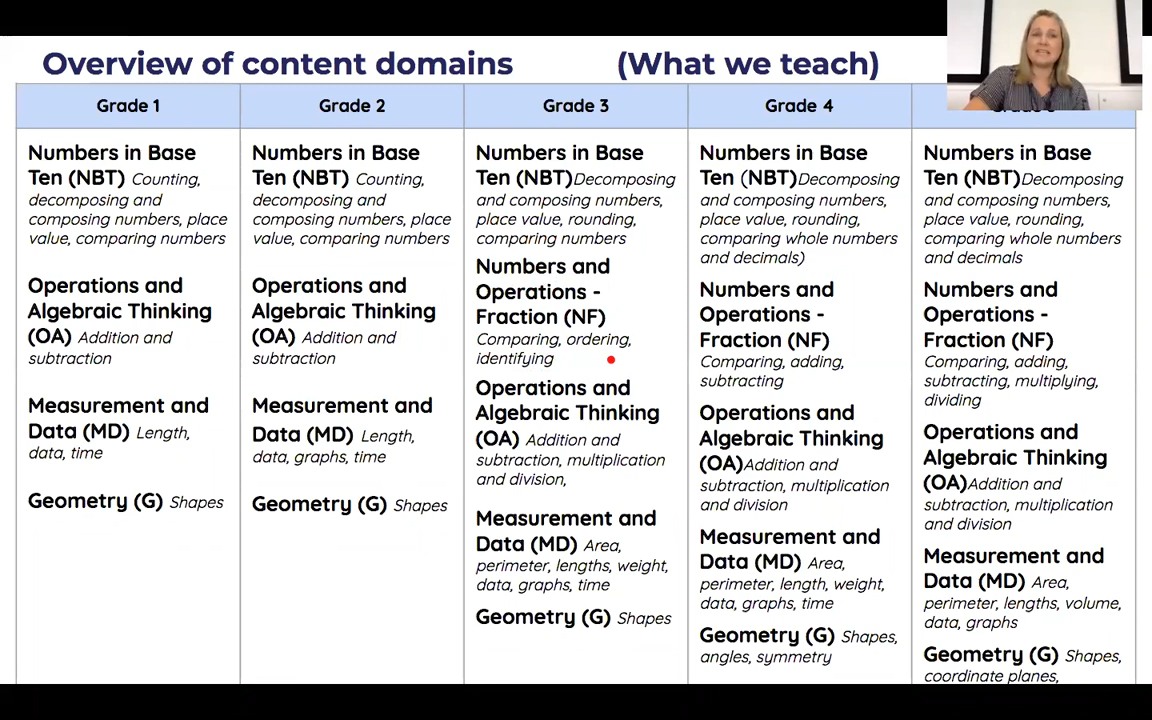 Overview of content domains (What we teach)
Grade 1
Numbers in Base
Ten (NBT) Counting,
decomposing and
composing numbers, place
value, comparing numbers
Operations and
Algebraic Thinking
(OA) Addition and
subtraction
Measurement and
Data (MD) Length,
data, time
Geometry (G) Shapes
Grade 2
Numbers in Base
Ten (NBT) Counting,
decomposing and
composing numbers, place
value, comparing numbers
Operations and
Algebraic Thinking
(OA) Addition and
subtraction
Measurement and
Data (MD) Length,
data, graphs, time
Geometry (G) Shapes
Grade 3
Numbers in Base
Ten (NBT)Decomposing
and composing numbers,
place value, rounding,
comparing numbers
Numbers and
Operations -
Fraction (NF)
Comparing, ordering,
identifying
Operations and
Algebraic Thinking
(OA) Addition and
subtraction, multiplication
and division,
Measurement and
Data (MD) Area,
perimeter, lengths, weight,
data, graphs, time
Geometry (G) Shapes
Grade 4
Numbers in Base
Ten (NBT)Decomposing
and composing numbers,
place value, rounding,
comparing whole numbers
and decimals)
Numbers and
Operations -
Fraction (NF)
Comparing, adding,
subtracting
Operations and
Algebraic Thinking
(OA)Addition and
subtraction, multiplication
and division
Measurement and
Data (MD) Area,
perimeter, length, weight,
data, graphs, time
Geometry (G) Shapes,
angles, symmetry
Numbers in Base
Ten (NBT)Decomposing
and composing numbers,
place value, rounding,
comparing whole numbers
and decimals
Numbers and
Operations -
Fraction (NF)
Comparing, adding,
subtracting, multiplying,
dividing
Operations and
Algebraic Thinking
(OA)Addition and
subtraction, multiplication
and division
Measurement and
Data (MD) Area,
perimeter, lengths, volume,
data, graphs
Geometry (G) Shapes,
coordinate planes,